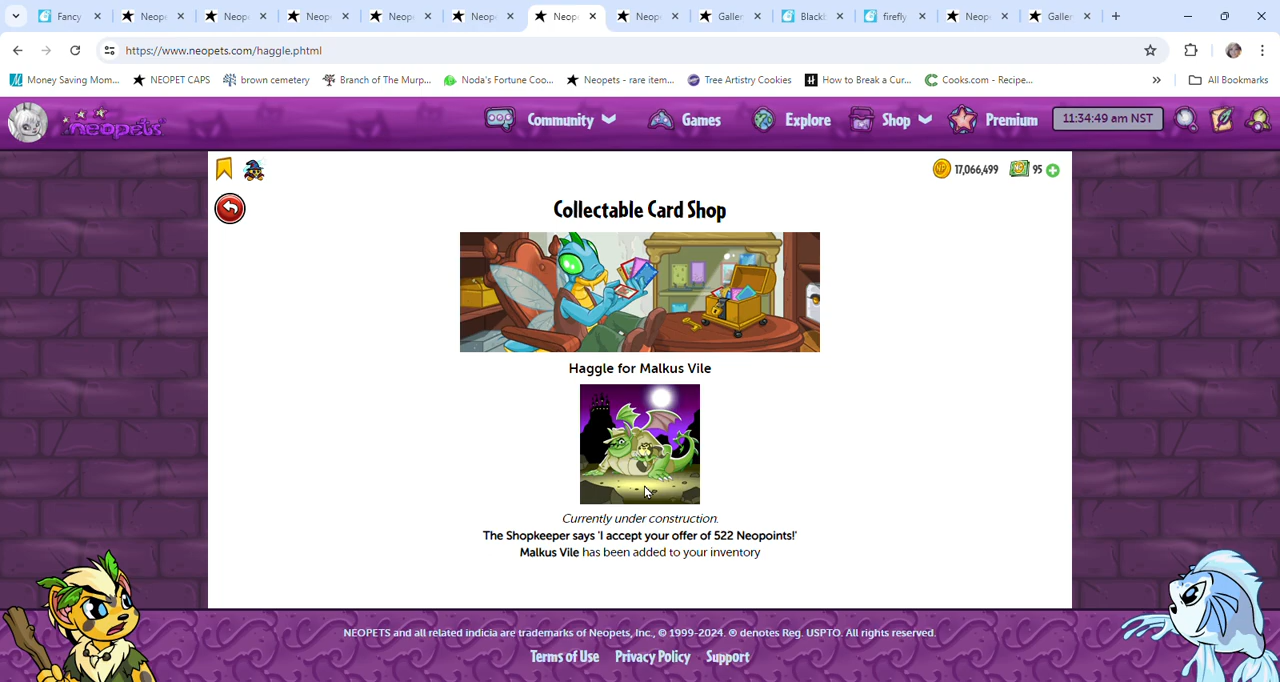 Fancy
Neop
Neop
Neop
Neop
Neop
Neop
Neop
Galler
Blackb
firefly
Neop
Galler
https://www.neopets.com/haggle.phtml
Money Saving Mom...
NEOPET CAPS
brown cemetery
Branch of The Murp...
Noda's Fortune Coo...
Neopets - rare item...
Tree Artistry Cookies
How to Break a Cur...
Cooks.com - Recipe...
All Bookmarks
neopets
Community
Games
Explore
Shop
Premium
11:34:49 am NST
NP 17,066,499
95
Collectable Card Shop
Haggle for Malkus Vile
Currently under construction.
The Shopkeeper says 'I accept your offer of 522 Neopoints!'
Malkus Vile has been added to your inventory
NEOPETS and all related indicia are trademarks of Neopets, Inc., © 1999-2024. ® denotes Reg. USPTO. All rights reserved.
Terms of Use Privacy Policy Support